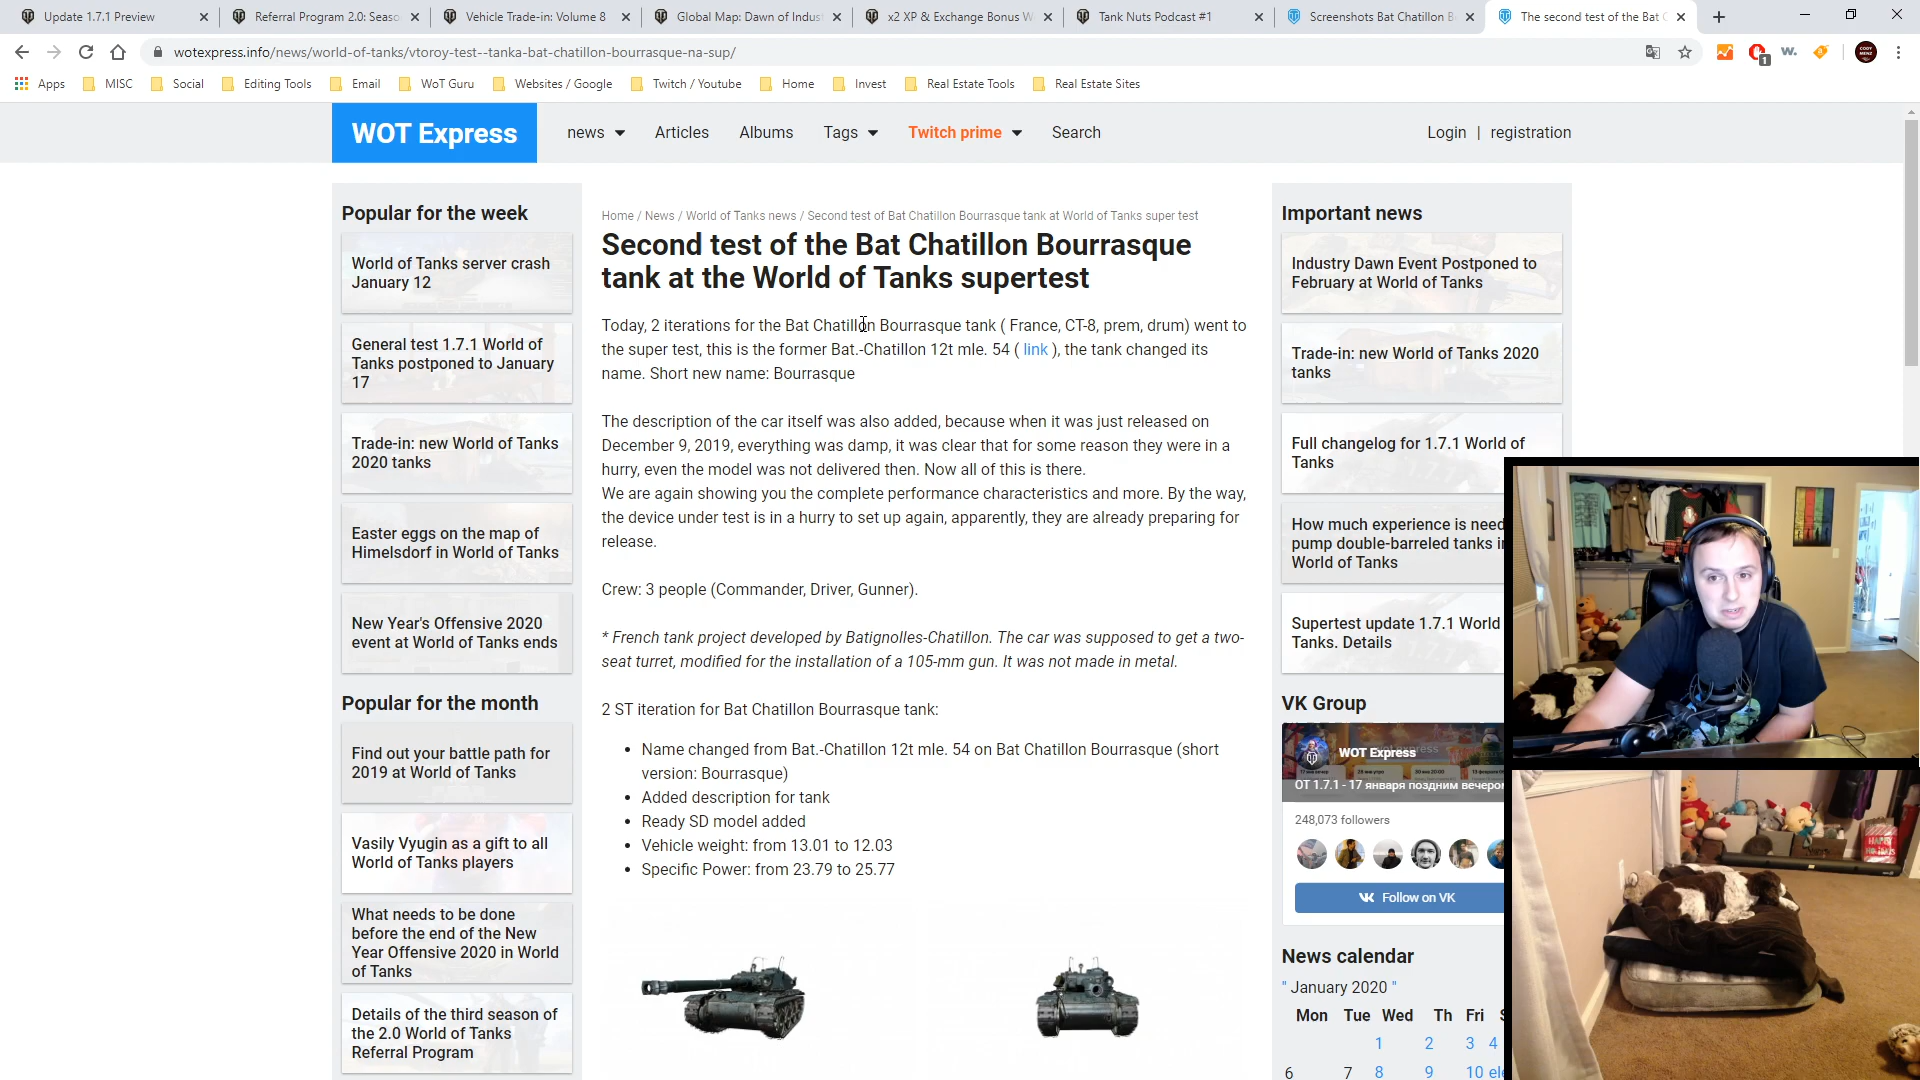 Update 1.7.1 Preview
Referral Program 2.0: Seaso
Vehicle Trade-in: Volume 8
Global Map: Dawn of Indust
x2 XP & Exchange Bonus W
Tank Nuts Podcast #1
Screenshots Bat Chatillon B
The second test of the Bat C
wotexpress.info/news/world-of-tanks/vtoroy-test--tanka-bat-chatillon-bourrasque-na-sup/
Apps
MISC
Social
Editing Tools
Email
WoT Guru
Websites / Google
Twitch / Youtube
Home
Invest
Real Estate Tools
Real Estate Sites
WOT Express
news
Articles
Albums
Tags
Twitch prime
Search
Login | registration
Popular for the week
World of Tanks server crash
January 12
General test 1.7.1 World of
Tanks postponed to January
17
Trade-in: new World of Tanks
2020 tanks
Easter eggs on the map of
Himelsdorf in World of Tanks
New Year's Offensive 2020
event at World of Tanks ends
Popular for the month
Find out your battle path for
2019 at World of Tanks
Vasily Vyugin as a gift to all
World of Tanks players
What needs to be done
before the end of the New
Year Offensive 2020 in World
of Tanks
Details of the third season of
the 2.0 World of Tanks
Referral Program
Home / News / World of Tanks news / Second test of Bat Chatillon Bourrasque tank at World of Tanks super test
Second test of the Bat Chatillon Bourrasque
tank at the World of Tanks supertest
Today, 2 iterations for the Bat Chatillon Bourrasque tank ( France, CT-8, prem, drum) went to
the super test, this is the former Bat.-Chatillon 12t mle. 54 ( link ), the tank changed its
name. Short new name: Bourrasque
The description of the car itself was also added, because when it was just released on
December 9, 2019, everything was damp, it was clear that for some reason they were in a
hurry, even the model was not delivered then. Now all of this is there.
We are again showing you the complete performance characteristics and more. By the way,
the device under test is in a hurry to set up again, apparently, they are already preparing for
release.
Crew: 3 people (Commander, Driver, Gunner).
* French tank project developed by Batignolles-Chatillon. The car was supposed to get a two-
seat turret, modified for the installation of a 105-mm gun. It was not made in metal.
2 ST iteration for Bat Chatillon Bourrasque tank:
• Name changed from Bat.-Chatillon 12t mle. 54 on Bat Chatillon Bourrasque (short
version: Bourrasque)
• Added description for tank
• Ready SD model added
• Vehicle weight: from 13.01 to 12.03
• Specific Power: from 23.79 to 25.77
Important news
Industry Dawn Event Postponed to
February at World of Tanks
Trade-in: new World of Tanks 2020
tanks
Full changelog for 1.7.1 World of
Tanks
How much experience is need
pump double-barreled tanks i
World of Tanks
Supertest update 1.7.1 World
Tanks. Details
VK Group
WOT Express
ОТ 1.7.1 - 17 января поздним вечером
248,073 followers
Follow on VK
News calendar
" January 2020 "
Mon Tue Wed Th Fri S
1 2 3 4
6 7 8 9 10 ele